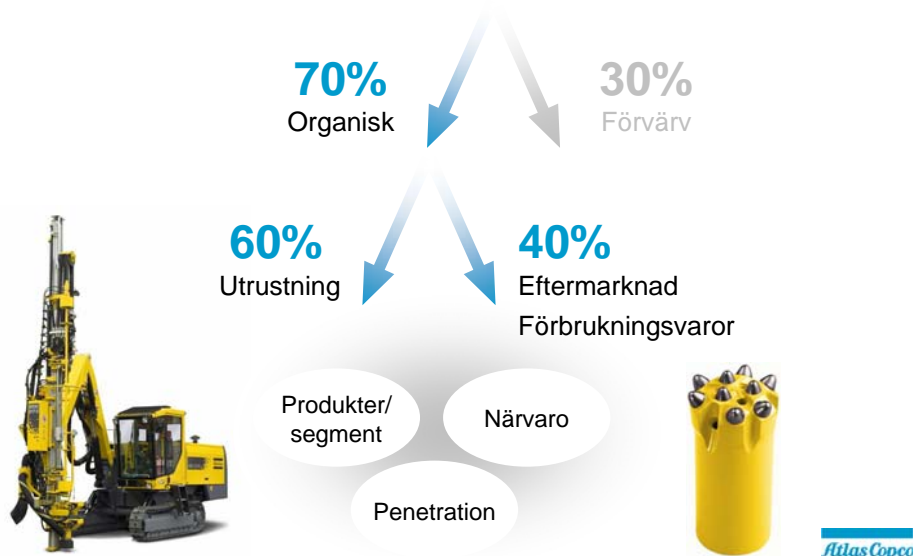 70%
Organisk
30%
Förvärv
60%
Utrustning
40%
Eftermarknad
Förbrukningsvaror
Produkter/
segment
Närvaro
Penetration
Atlas Copco